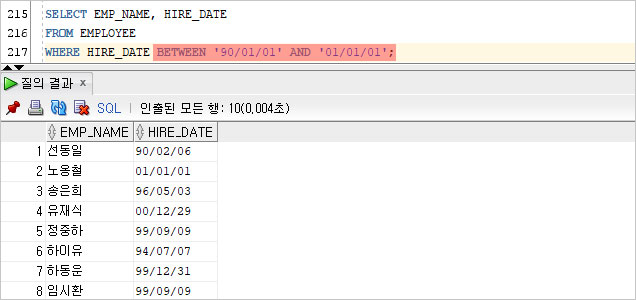 215 SELECT EMP_NAME, HIRE_DATE
216 FROM EMPLOYEE
217 WHERE HIRE_DATE BETWEEN '90/01/01' AND '01/01/01';
질의 결과 x
SQL | 인출된 모든 행: 10(0,004초)
EMP_NAME HIRE_DATE
1 선동일 90/02/06
2 노옹철 01/01/01
3 송은희 96/05/03
4 유재식 00/12/29
5 정중하 99/09/09
6 하이유 94/07/07
7 하동운 99/12/31
8 임시환 99/09/09